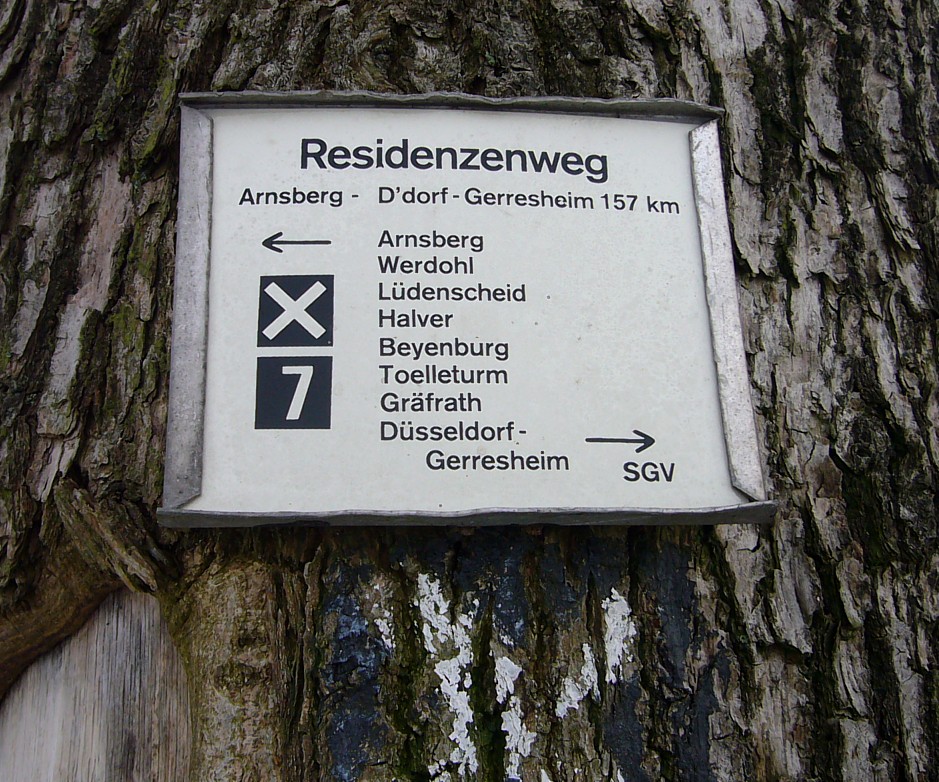 Residenzenweg
Arnsberg - D'dorf-Gerresheim 157 km
← Arnsberg
Werdohl
Lüdenscheid
X Halver
Beyenburg
7 Toelleturm
Gräfrath
Düsseldorf-
Gerresheim →
SGV